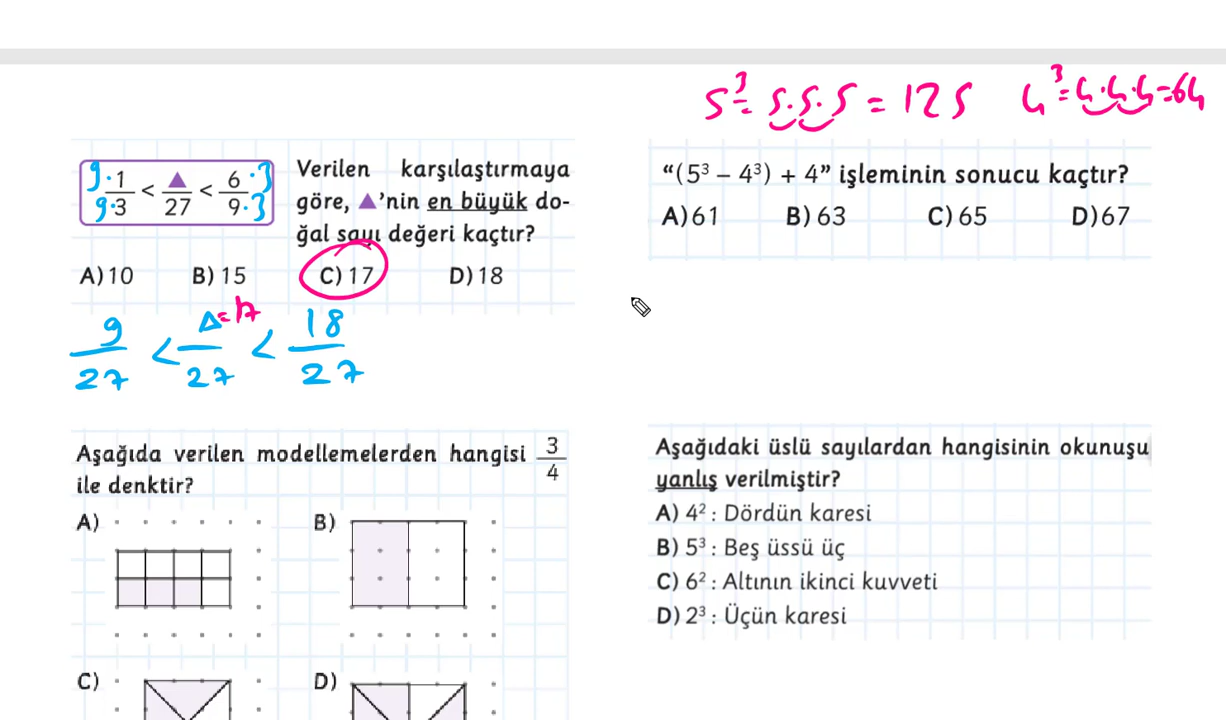 5³ = 5.5.5 = 125 4³ = 4.4.4 = 64
9. 1/3 .9 < ▲/27 < 6/9 .3 .3
Verilen karşılaştırmaya
göre, ▲'nin en büyük do-
ğal sayı değeri kaçtır?
A) 10 B) 15 C) 17 D) 18
9/27 < Δ=17/27 < 18/27
"(5³ – 4³) + 4" işleminin sonucu kaçtır?
A) 61 B) 63 C) 65 D) 67
Aşağıda verilen modellemelerden hangisi 3/4
ile denktir?
A) B)
C) D)
Aşağıdaki üslü sayılardan hangisinin okunuşu
yanlış verilmiştir?
A) 4² : Dördün karesi
B) 5³ : Beş üssü üç
C) 6² : Altının ikinci kuvveti
D) 2³ : Üçün karesi